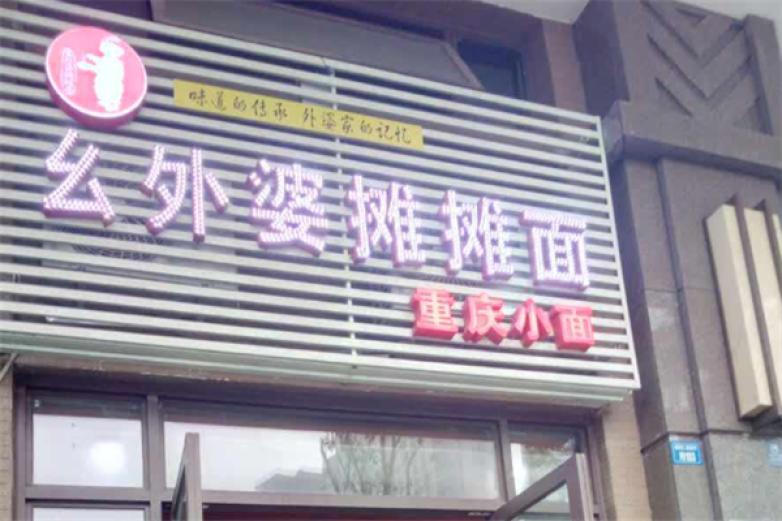 味道的传承 外婆家的记忆
幺外婆摊摊面
重庆小面